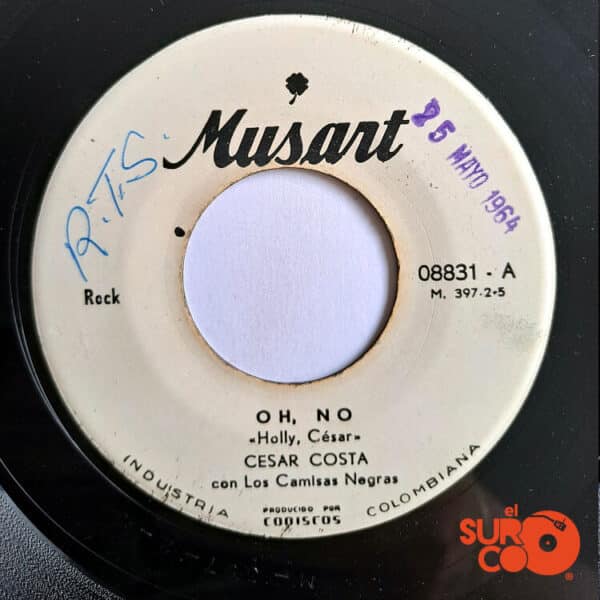 Musart
25 MAYO 1964
R.T.S.
Rock
08831 - A
M. 397-2-5
OH, NO
«Holly, César»
CESAR COSTA
con Los Camisas Negras
INDUSTRIA COLOMBIANA
PRODUCIDO POR
CODISCOS
el
SURCO